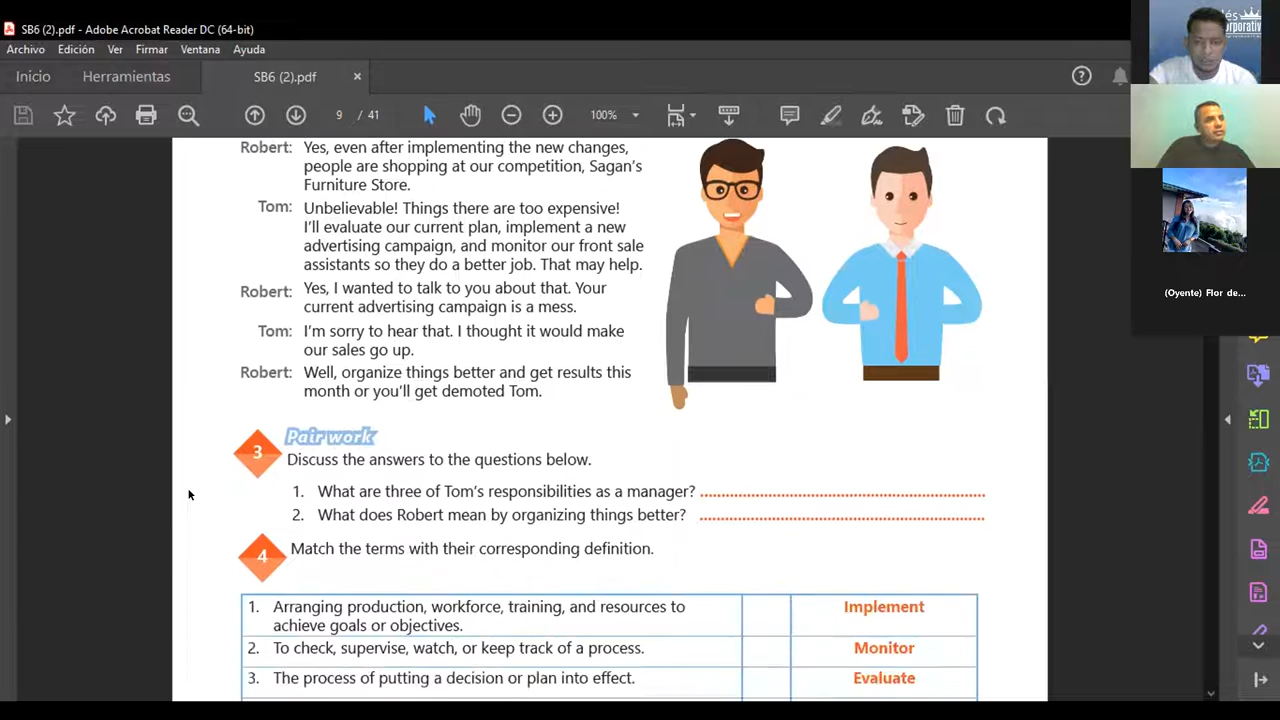 SB6 (2).pdf - Adobe Acrobat Reader DC (64-bit)
Archivo Edición Ver Firmar Ventana Ayuda
Inicio Herramientas SB6 (2).pdf ×
9 / 41 100%
Robert: Yes, even after implementing the new changes,
people are shopping at our competition, Sagan's
Furniture Store.
Tom: Unbelievable! Things there are too expensive!
I'll evaluate our current plan, implement a new
advertising campaign, and monitor our front sale
assistants so they do a better job. That may help.
Robert: Yes, I wanted to talk to you about that. Your
current advertising campaign is a mess.
Tom: I'm sorry to hear that. I thought it would make
our sales go up.
Robert: Well, organize things better and get results this
month or you'll get demoted Tom.
3 Pair work
Discuss the answers to the questions below.
1. What are three of Tom's responsibilities as a manager?
2. What does Robert mean by organizing things better?
4 Match the terms with their corresponding definition.
1. Arranging production, workforce, training, and resources to
achieve goals or objectives.
Implement
2. To check, supervise, watch, or keep track of a process.
Monitor
3. The process of putting a decision or plan into effect.
Evaluate
(Oyente) Flor de...